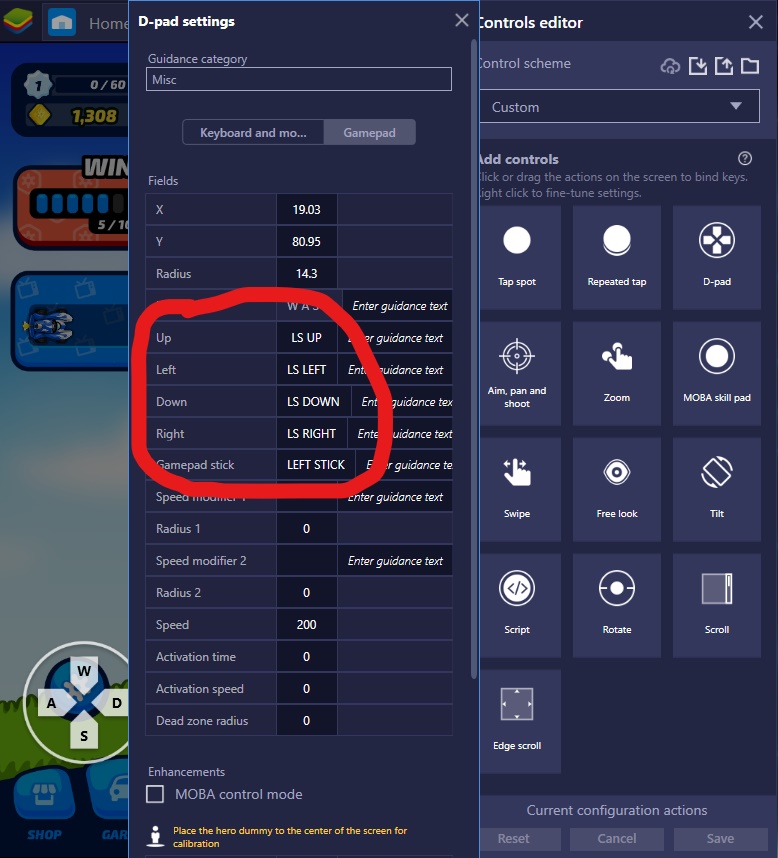 Home
D-pad settings
Controls editor
Guidance category
Misc
Control scheme
Custom
Keyboard and mo...
Gamepad
Add controls
Click or drag the actions on the screen to bind keys.
Right click to fine-tune settings.
1
0/60
1,308
WIN
5/10
Fields
X 19.03
Y 80.95
Radius 14.3
W A S Enter guidance text
Up LS UP Enter guidance text
Left LS LEFT Enter guidance text
Down LS DOWN Enter guidance text
Right LS RIGHT Enter guidance text
Gamepad stick LEFT STICK Enter guidance te
Speed modifier 1 Enter guidance text
Radius 1 0
Speed modifier 2 Enter guidance text
Radius 2 0
Speed 200
Activation time 0
Activation speed 0
Dead zone radius 0
Enhancements
MOBA control mode
Place the hero dummy to the center of the screen for
calibration
Tap spot
Repeated tap
D-pad
Aim, pan and
shoot
Zoom
MOBA skill pad
Swipe
Free look
Tilt
Script
Rotate
Scroll
Edge scroll
Current configuration actions
Reset
Cancel
Save
W
A
D
S
SHOP
GAR